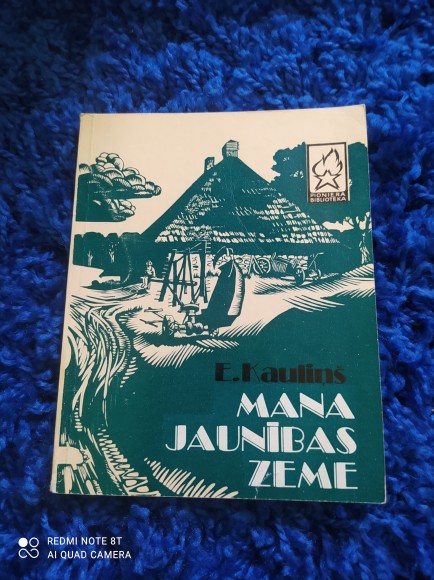 PIONIERA
BIBLIOTĒKA
E. Kauliņš
MANA
JAUNĪBAS
ZEME
REDMI NOTE 8T
AI QUAD CAMERA